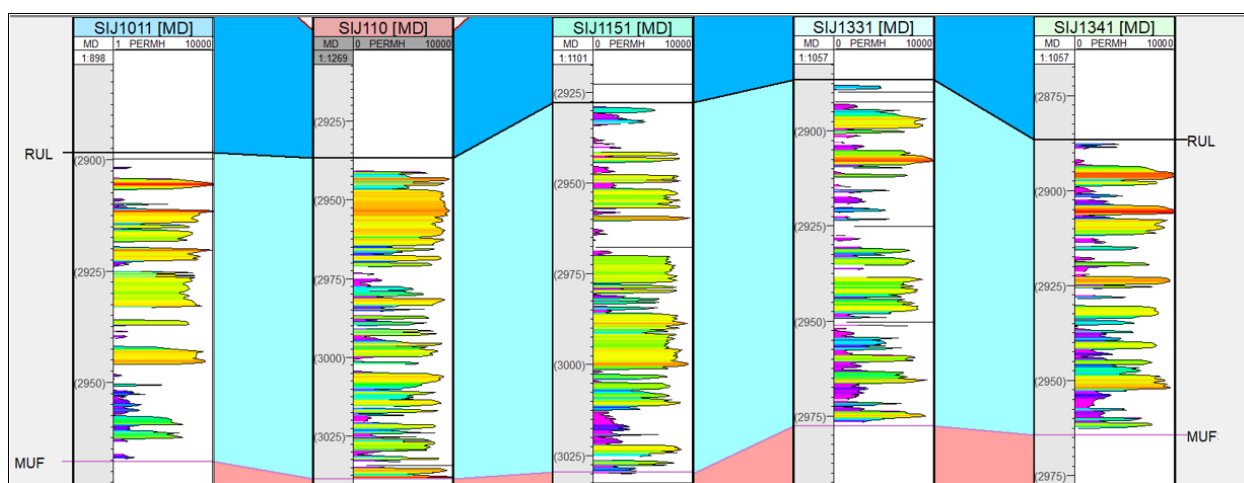 SIJ1011 [MD]
MD 1 PERMH 10000
1:898
SIJ110 [MD]
MD 0 PERMH 10000
1:1269
SIJ1151 [MD]
MD 0 PERMH 10000
1:1101
SIJ1331 [MD]
MD 0 PERMH 10000
1:1057
SIJ1341 [MD]
MD 0 PERMH 10000
1:1057
RUL
(2900)
(2925)
(2950)
MUF
(2925)
(2950)
(2975)
(3000)
(3025)
(2925)
(2950)
(2975)
(3000)
(3025)
(2900)
(2925)
(2950)
(2975)
(2875)
(2900)
(2925)
(2950)
(2975)
RUL
MUF